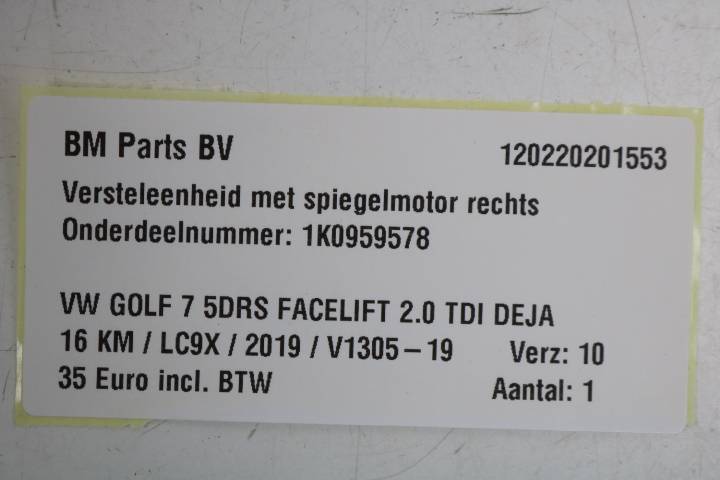 BM Parts BV 120220201553
Versteleenheid met spiegelmotor rechts
Onderdeelnummer: 1K0959578
VW GOLF 7 5DRS FACELIFT 2.0 TDI DEJA
16 KM / LC9X / 2019 / V1305-19 Verz: 10
35 Euro incl. BTW Aantal: 1